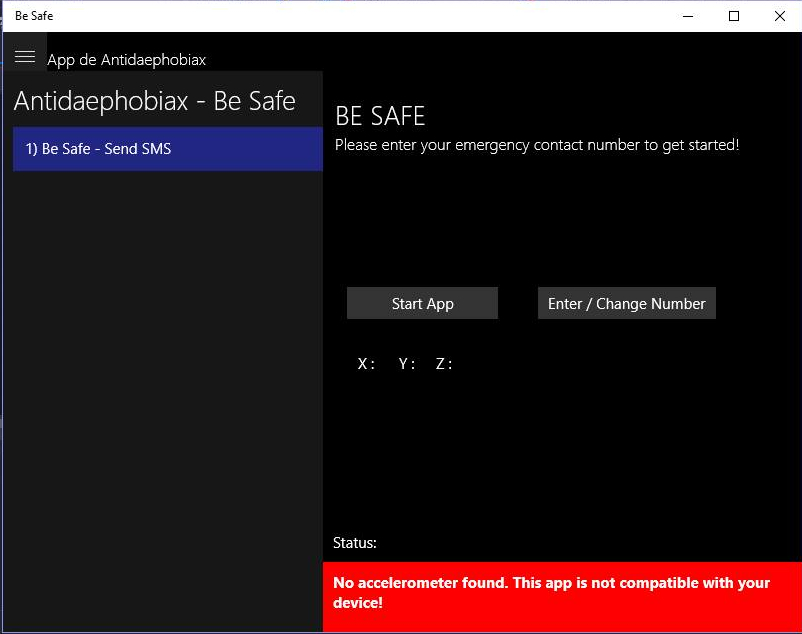 Be Safe
App de Antidaephobiax
Antidaephobiax - Be Safe
1) Be Safe - Send SMS
BE SAFE
Please enter your emergency contact number to get started!
Start App
Enter / Change Number
X: Y: Z:
Status:
No accelerometer found. This app is not compatible with your
device!